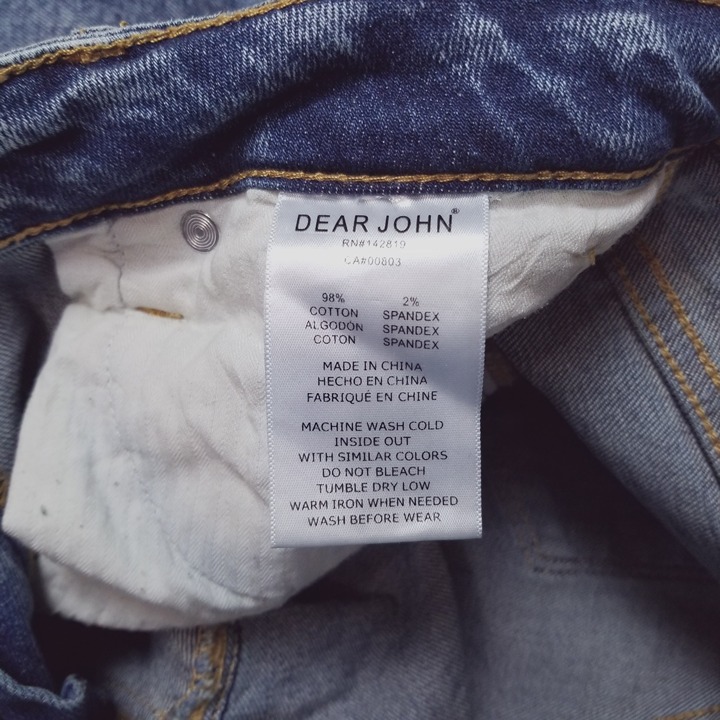 DEAR JOHN®
RN#142819
CA#00803
98% 2%
COTTON SPANDEX
ALGODÓN SPANDEX
COTON SPANDEX
MADE IN CHINA
HECHO EN CHINA
FABRIQUÉ EN CHINE
MACHINE WASH COLD
INSIDE OUT
WITH SIMILAR COLORS
DO NOT BLEACH
TUMBLE DRY LOW
WARM IRON WHEN NEEDED
WASH BEFORE WEAR